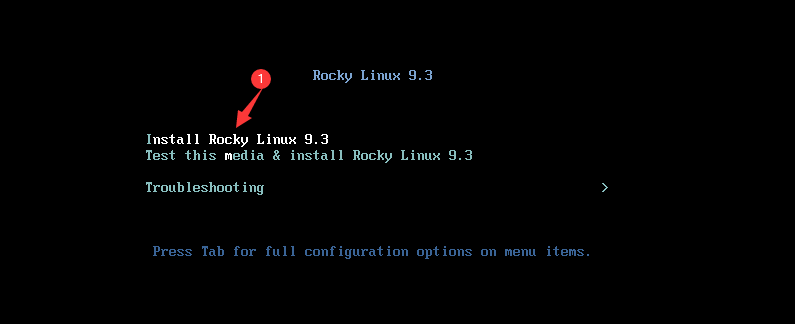 Rocky Linux 9.3
1
Install Rocky Linux 9.3
Test this media & install Rocky Linux 9.3
Troubleshooting >
Press Tab for full configuration options on menu items.